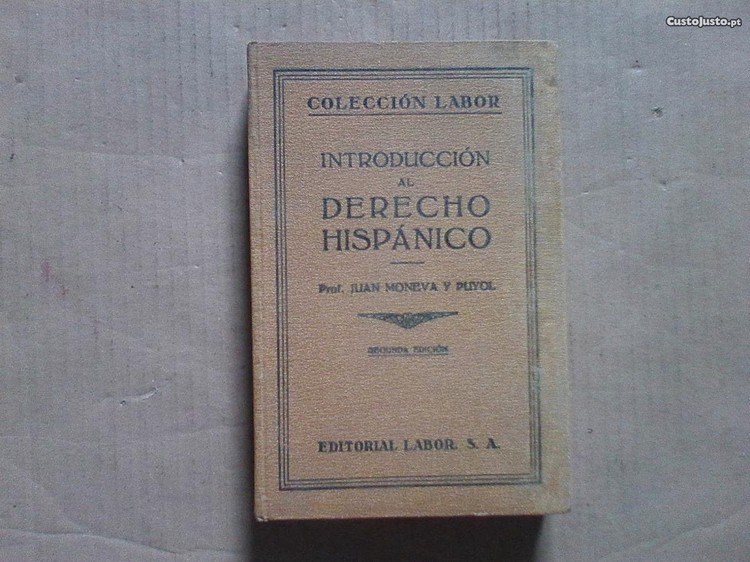 CustoJusto.pt
COLECCIÓN LABOR
INTRODUCCIÓN
AL
DERECHO
HISPÁNICO
Prof. JUAN MONEVA Y PUYOL
SEGUNDA EDICIÓN
EDITORIAL LABOR, S. A.